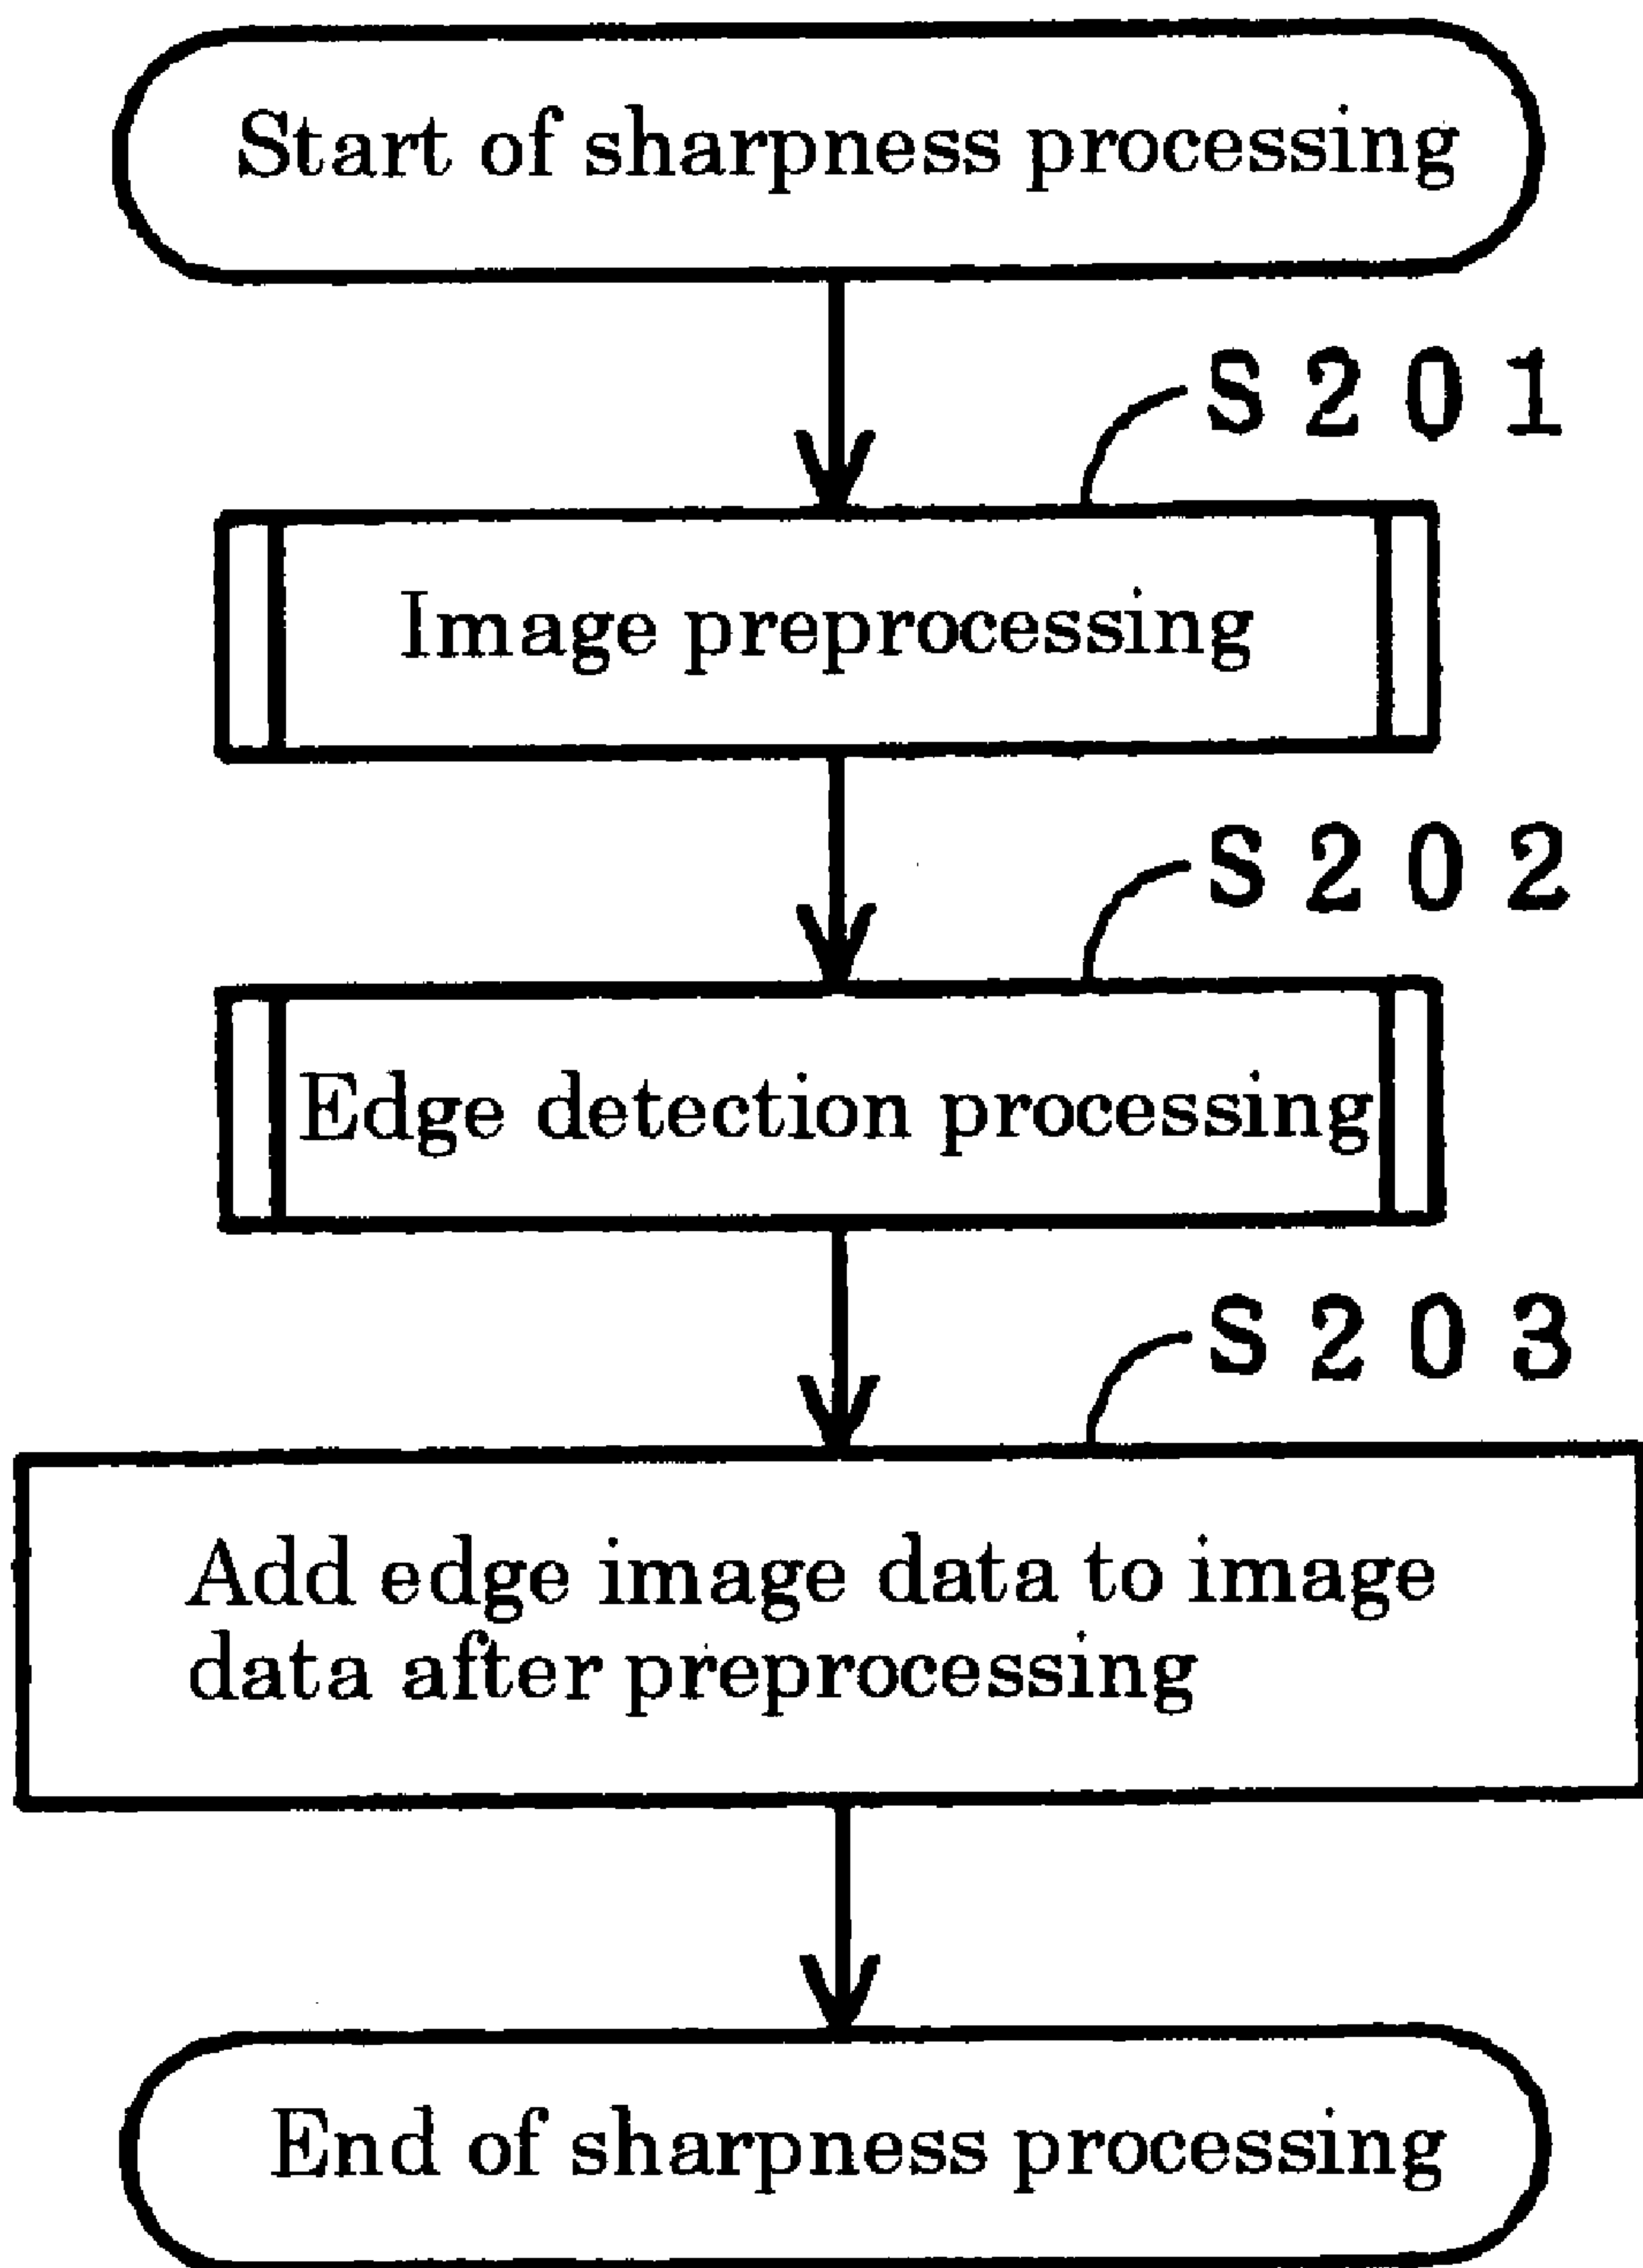 Start of sharpness processing
S201
Image preprocessing
S202
Edge detection processing
S203
Add edge image data to image
data after preprocessing
End of sharpness processing